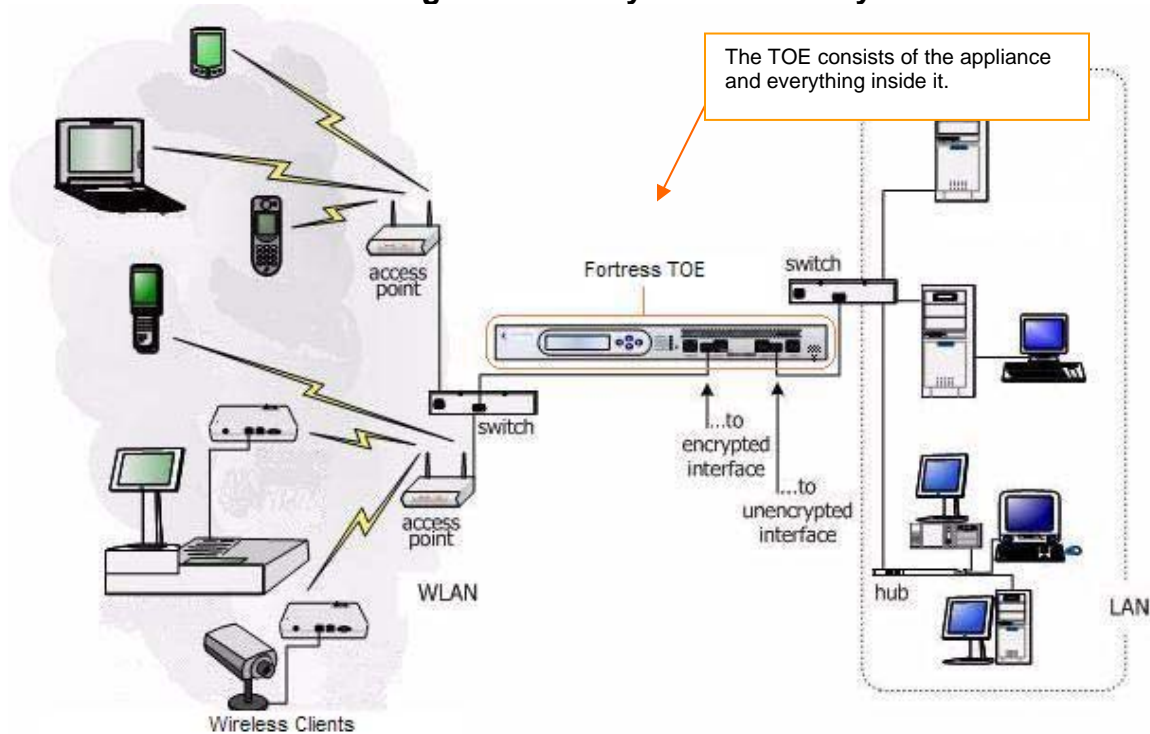 The TOE consists of the appliance
and everything inside it.
Fortress TOE
switch
access
point
switch
...to
encrypted
interface
...to
unencrypted
interface
access
point
WLAN
hub
LAN
Wireless Clients